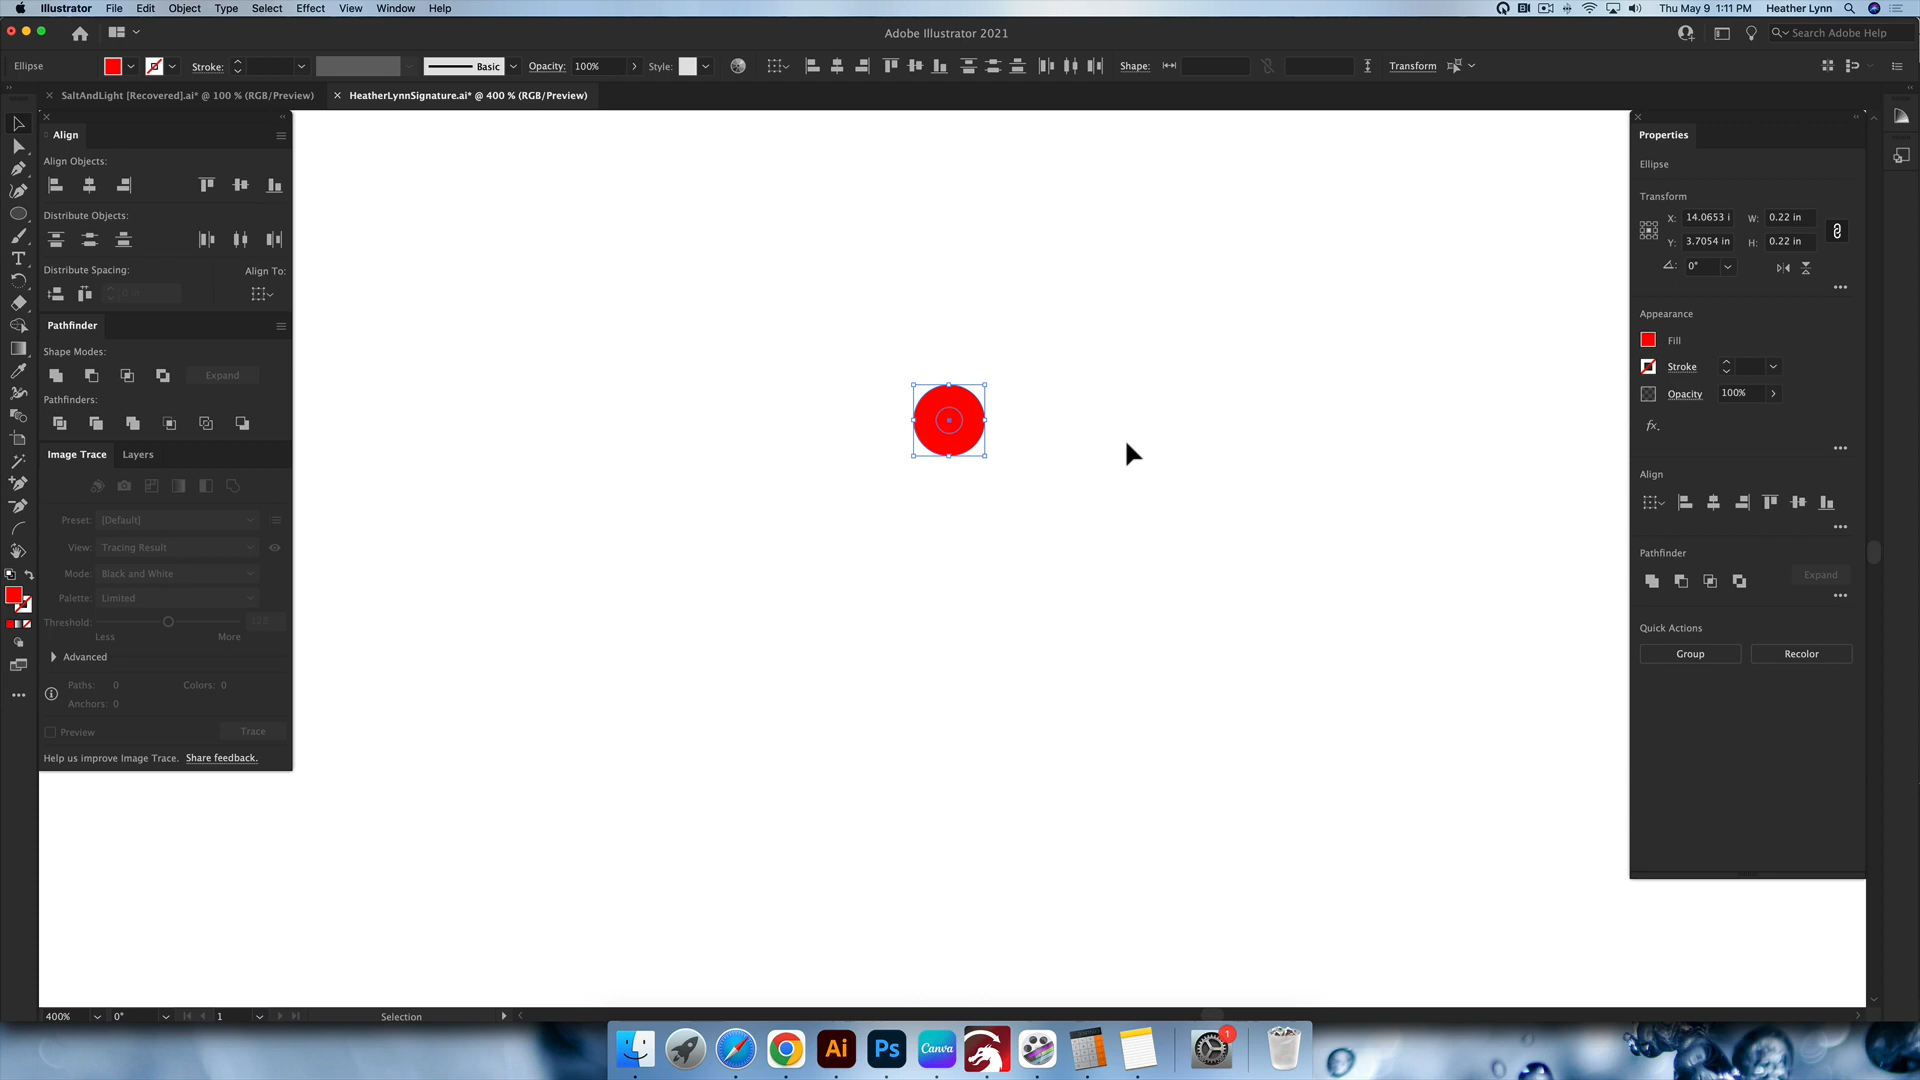 Illustrator File Edit Object Type Select Effect View Window Help
Thu May 9 1:11 PM Heather Lynn
Adobe Illustrator 2021
Search Adobe Help
Ellipse
Stroke:
Basic
Opacity: 100%
Style:
Shape:
Transform
SaltAndLight [Recovered].ai* @ 100 % (RGB/Preview)
HeatherLynnSignature.ai* @ 400 % (RGB/Preview)
Align
Align Objects:
Distribute Objects:
Distribute Spacing:
Align To:
0 in
Pathfinder
Shape Modes:
Expand
Pathfinders:
Image Trace Layers
Preset: [Default]
View: Tracing Result
Mode: Black and White
Palette: Limited
Threshold:
Less More
Advanced
Paths: 0 Colors: 0
Anchors: 0
Preview
Trace
Help us improve Image Trace. Share feedback.
Properties
Ellipse
Transform
X: 14.0653 i W: 0.22 in
Y: 3.7054 in H: 0.22 in
0°
Appearance
Fill
Stroke
Opacity 100%
fx.
Align
Pathfinder
Expand
Quick Actions
Group Recolor
400% 0° 1 Selection
Ai
Ps
Canva
1